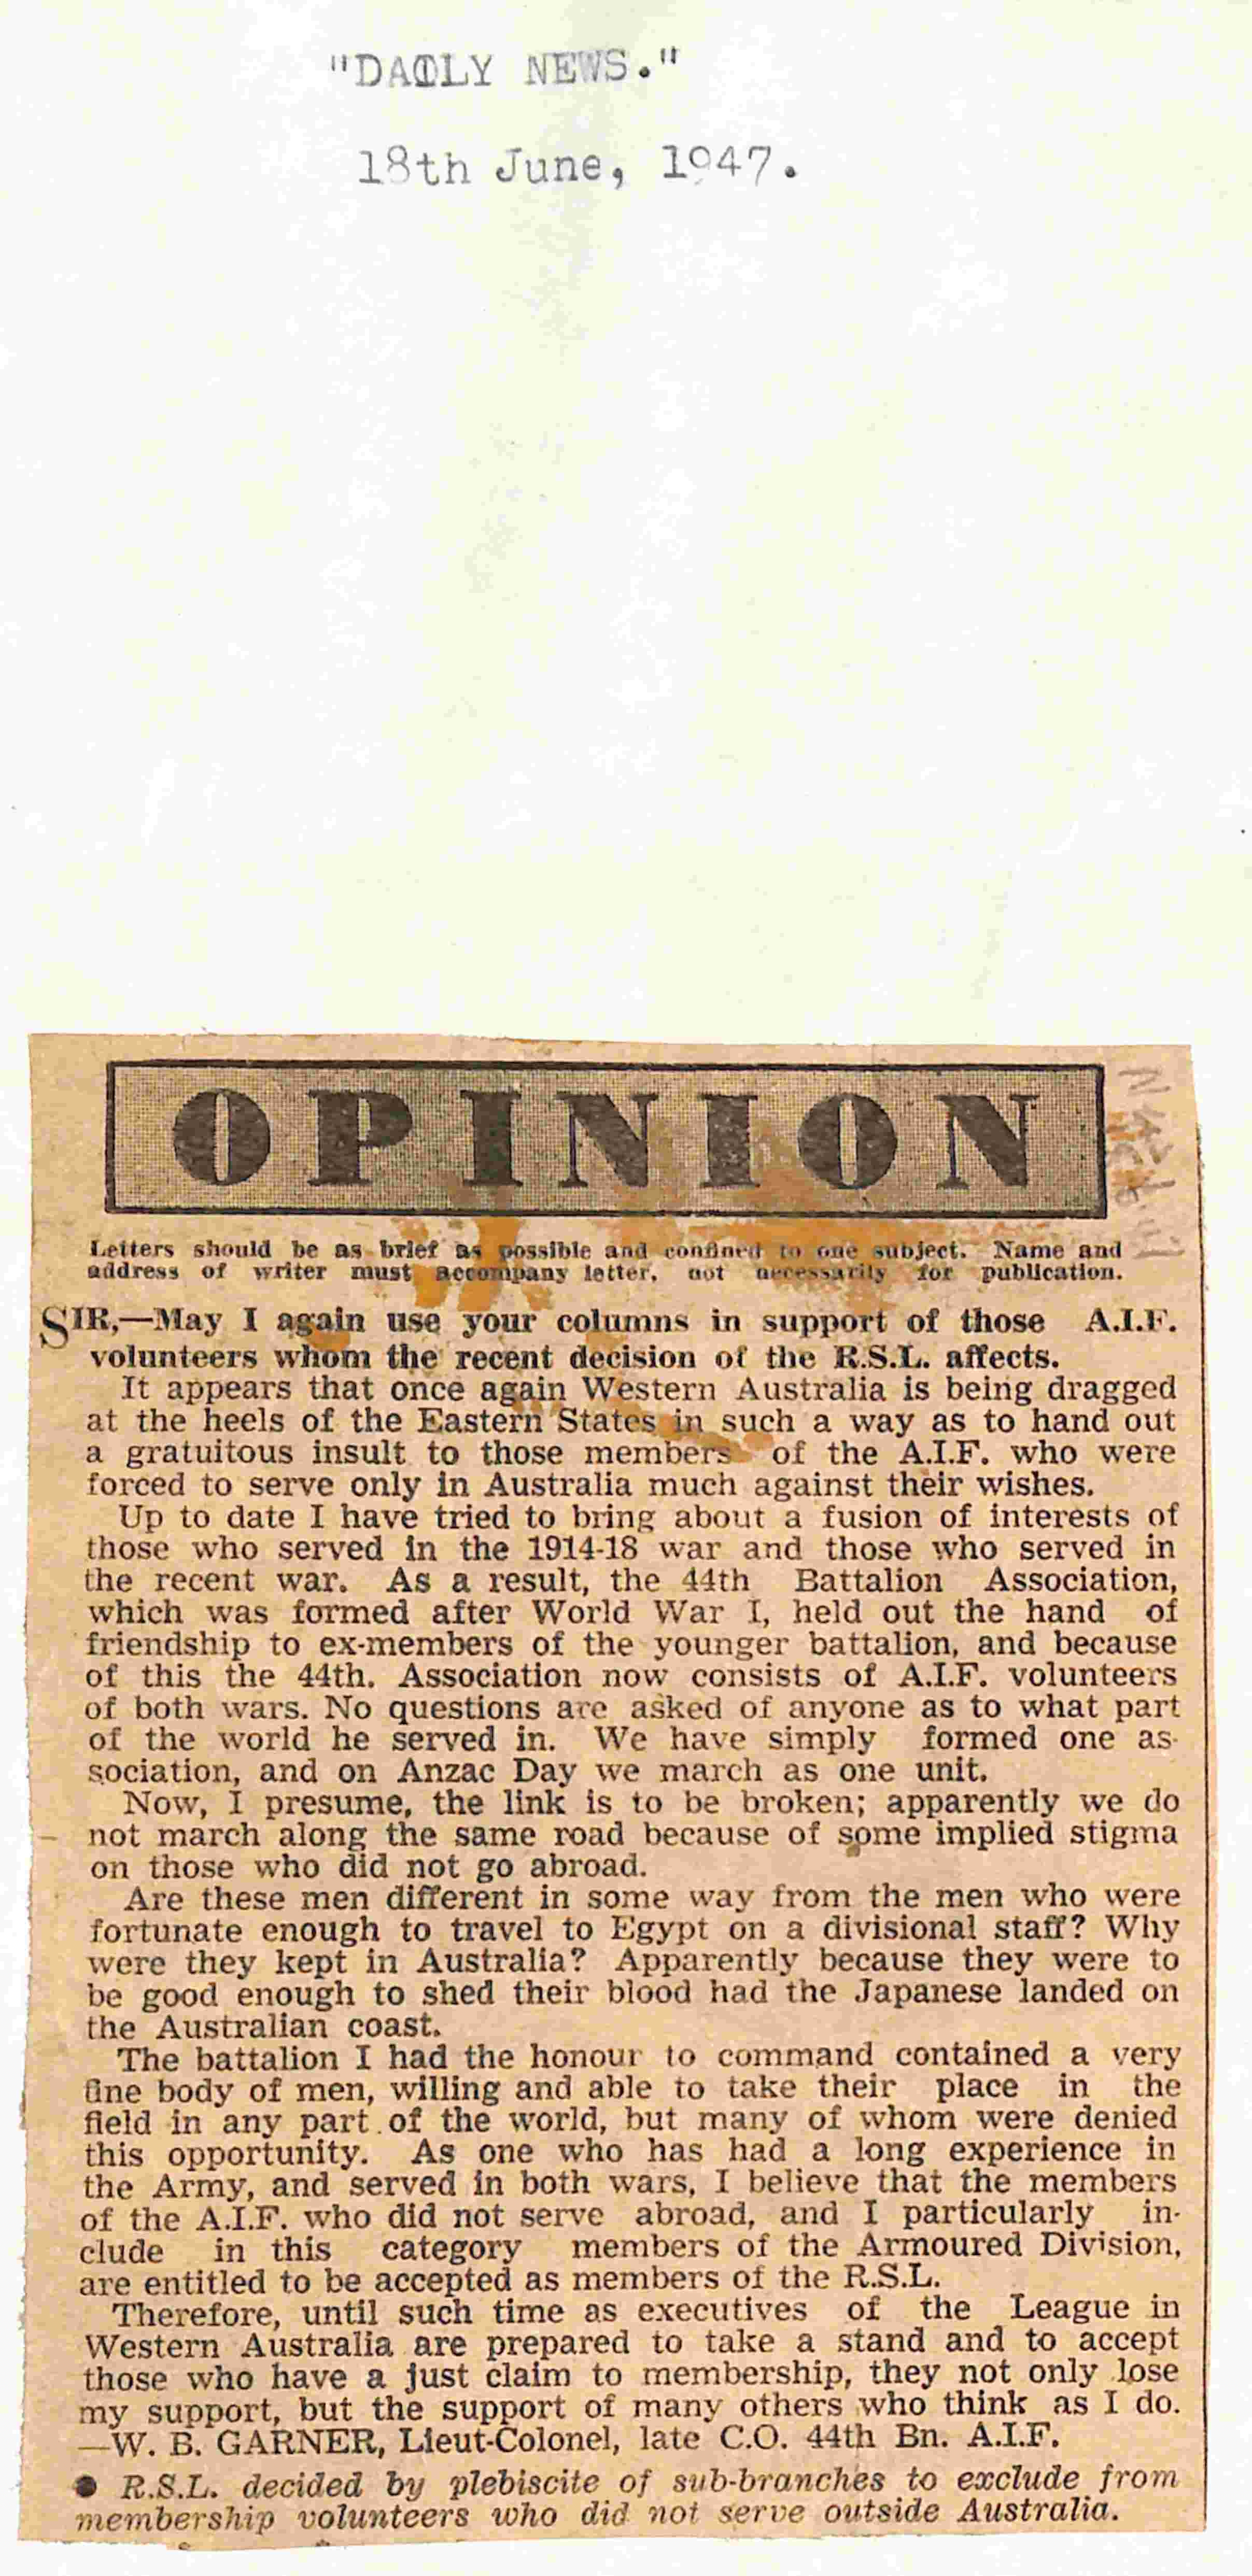 "DAILY NEWS."
18th June, 1947.
OPINION
Letters should be as brief as possible and confined to one subject. Name and
address of writer must accompany letter, not necessarily for publication.
SIR,—May I again use your columns in support of those A.I.F.
volunteers whom the recent decision of the R.S.L. affects.
It appears that once again Western Australia is being dragged
at the heels of the Eastern States in such a way as to hand out
a gratuitous insult to those members of the A.I.F. who were
forced to serve only in Australia much against their wishes.
Up to date I have tried to bring about a fusion of interests of
those who served in the 1914-18 war and those who served in
the recent war. As a result, the 44th Battalion Association,
which was formed after World War I, held out the hand of
friendship to ex-members of the younger battalion, and because
of this the 44th. Association now consists of A.I.F. volunteers
of both wars. No questions are asked of anyone as to what part
of the world he served in. We have simply formed one as-
sociation, and on Anzac Day we march as one unit.
Now, I presume, the link is to be broken; apparently we do
not march along the same road because of some implied stigma
on those who did not go abroad.
Are these men different in some way from the men who were
fortunate enough to travel to Egypt on a divisional staff? Why
were they kept in Australia? Apparently because they were to
be good enough to shed their blood had the Japanese landed on
the Australian coast.
The battalion I had the honour to command contained a very
fine body of men, willing and able to take their place in the
field in any part of the world, but many of whom were denied
this opportunity. As one who has had a long experience in
the Army, and served in both wars, I believe that the members
of the A.I.F. who did not serve abroad, and I particularly in-
clude in this category members of the Armoured Division,
are entitled to be accepted as members of the R.S.L.
Therefore, until such time as executives of the League in
Western Australia are prepared to take a stand and to accept
those who have a just claim to membership, they not only lose
my support, but the support of many others who think as I do.
—W. B. GARNER, Lieut-Colonel, late C.O. 44th Bn. A.I.F.
● R.S.L. decided by plebiscite of sub-branches to exclude from
membership volunteers who did not serve outside Australia.